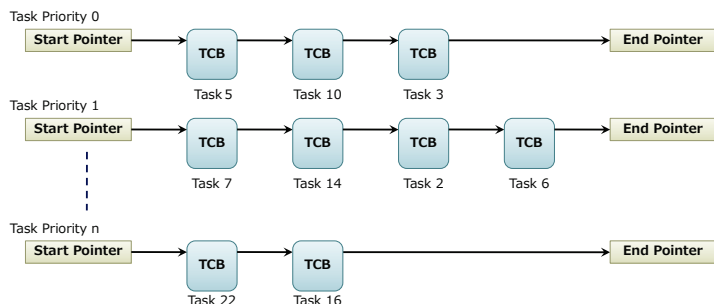 Task Priority 0
Start Pointer TCB TCB TCB End Pointer
Task 5 Task 10 Task 3
Task Priority 1
Start Pointer TCB TCB TCB TCB End Pointer
Task 7 Task 14 Task 2 Task 6
Task Priority n
Start Pointer TCB TCB End Pointer
Task 22 Task 16